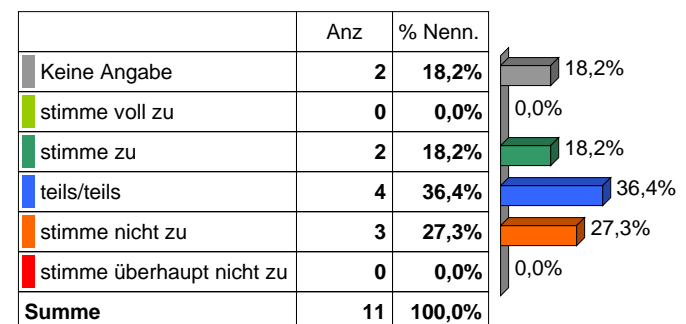 Anz % Nenn.
Keine Angabe 2 18,2% 18,2%
stimme voll zu 0 0,0% 0,0%
stimme zu 2 18,2% 18,2%
teils/teils 4 36,4% 36,4%
stimme nicht zu 3 27,3% 27,3%
stimme überhaupt nicht zu 0 0,0% 0,0%
Summe 11 100,0%